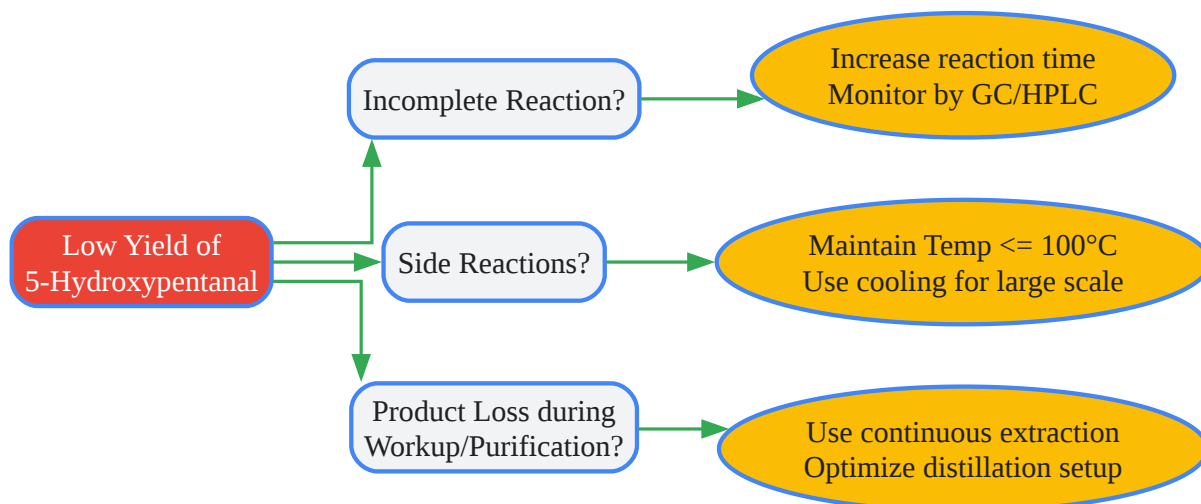 Low Yield of
5-Hydroxypentanal
Incomplete Reaction?
Increase reaction time
Monitor by GC/HPLC
Side Reactions?
Maintain Temp <= 100°C
Use cooling for large scale
Product Loss during
Workup/Purification?
Use continuous extraction
Optimize distillation setup